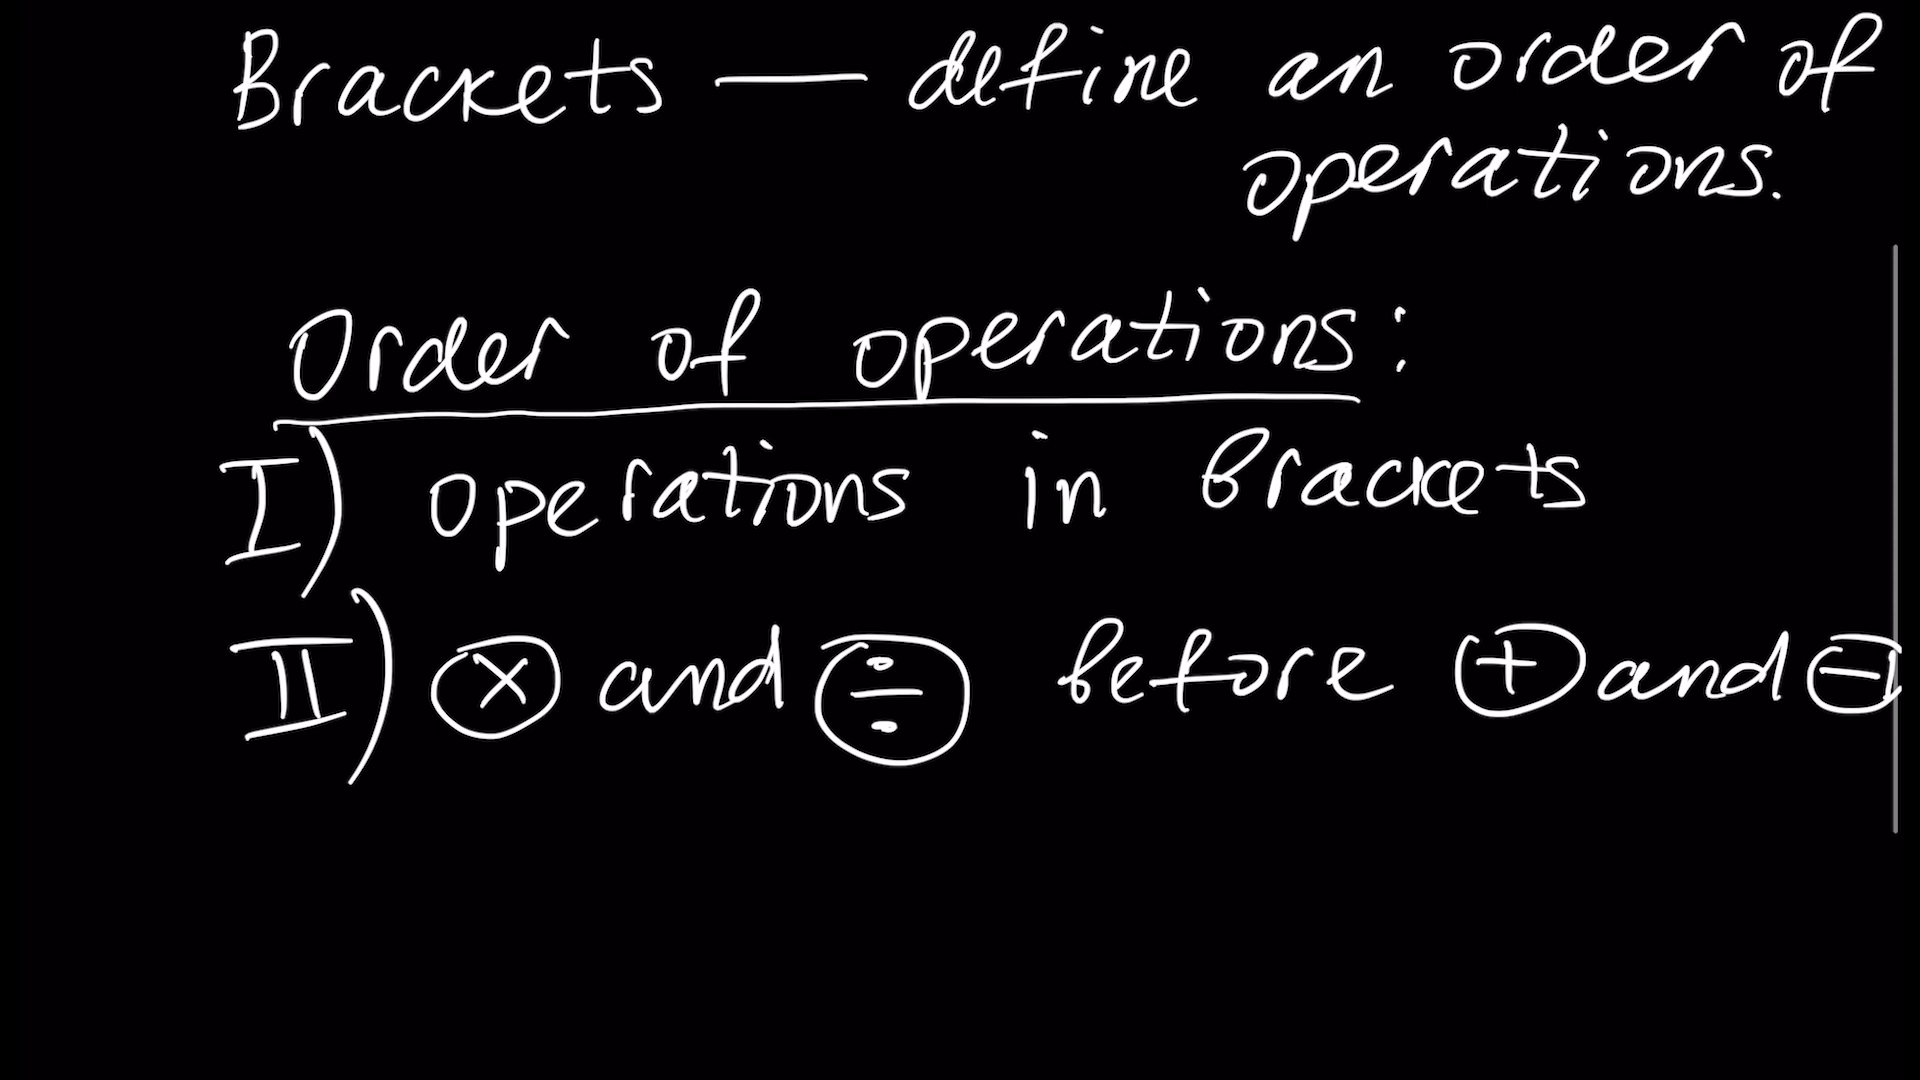 Brackets — define an order of
operations.
Order of operations:
I) operations in brackets
II) × and ÷ before + and −